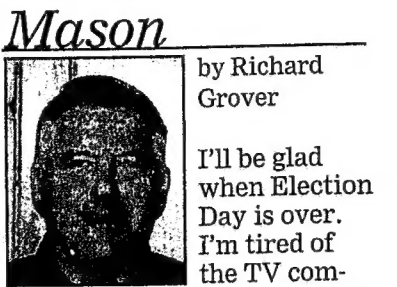 Mason
by Richard
Grover
I'll be glad
when Election
Day is over.
I'm tired of
the TV com-